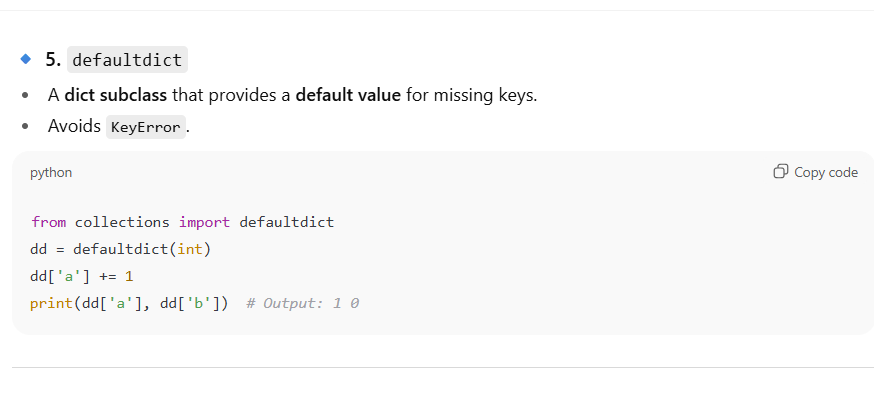 5. defaultdict
A dict subclass that provides a default value for missing keys.
Avoids KeyError.
python
Copy code
from collections import defaultdict
dd = defaultdict(int)
dd['a'] += 1
print(dd['a'], dd['b'])  # Output: 1 0